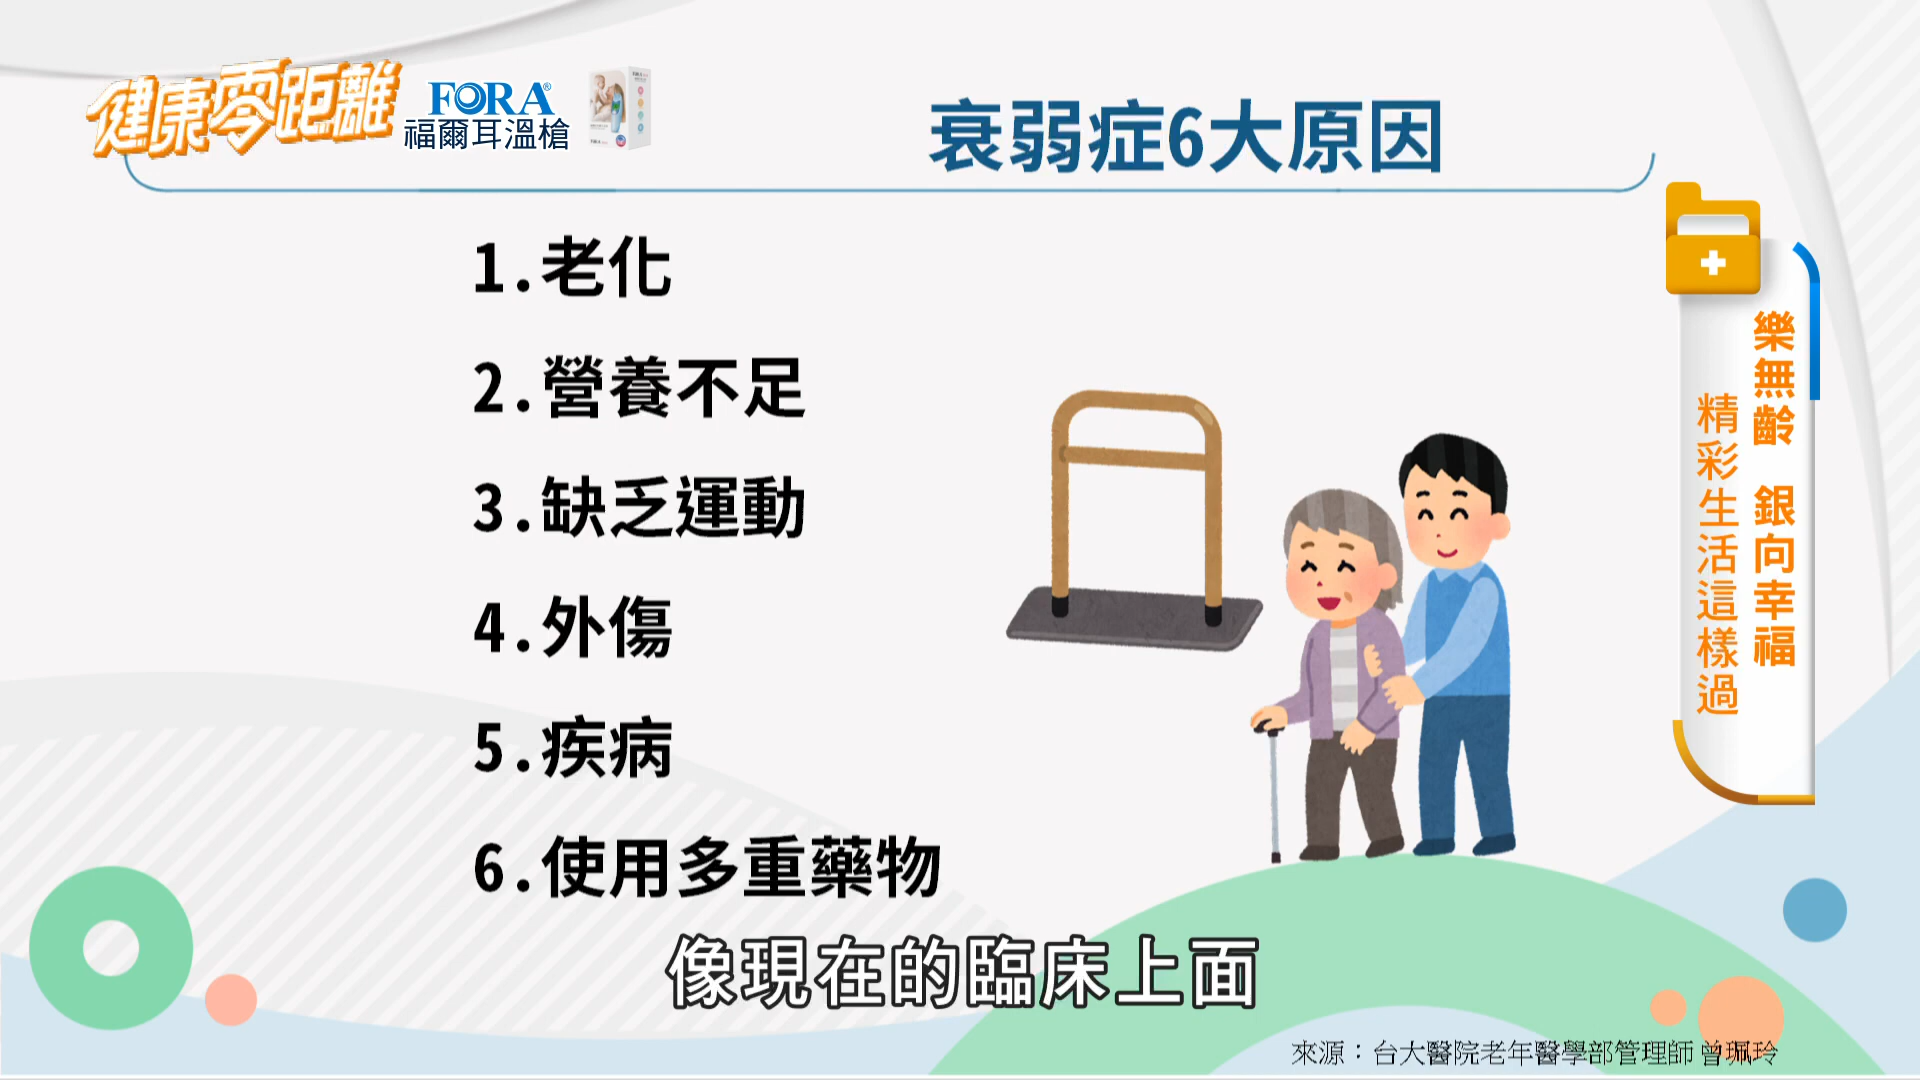 健康零距離
FORA®
福爾耳溫槍
衰弱症6大原因
1.老化
2.營養不足
3.缺乏運動
4.外傷
5.疾病
6.使用多重藥物
樂無齡 銀向幸福
精彩生活這樣過
像現在的臨床上面
來源：台大醫院老年醫學部管理師 曾珮玲